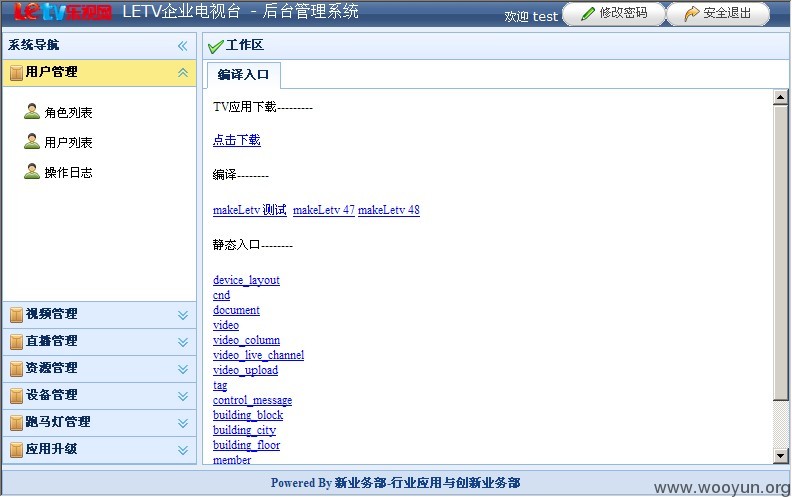 Letv乐视网 LETV企业电视台 - 后台管理系统
欢迎 test 修改密码 安全退出
系统导航
用户管理
角色列表
用户列表
操作日志
视频管理
直播管理
资源管理
设备管理
跑马灯管理
应用升级
工作区
编译入口
TV应用下载---------
点击下载
编译--------
makeLetv 测试 makeLetv 47 makeLetv 48
静态入口--------
device_layout
cnd
document
video
video_column
video_live_channel
video_upload
tag
control_message
building_block
building_city
building_floor
member
Powered By 新业务部-行业应用与创新业务部
www.wooyun.org